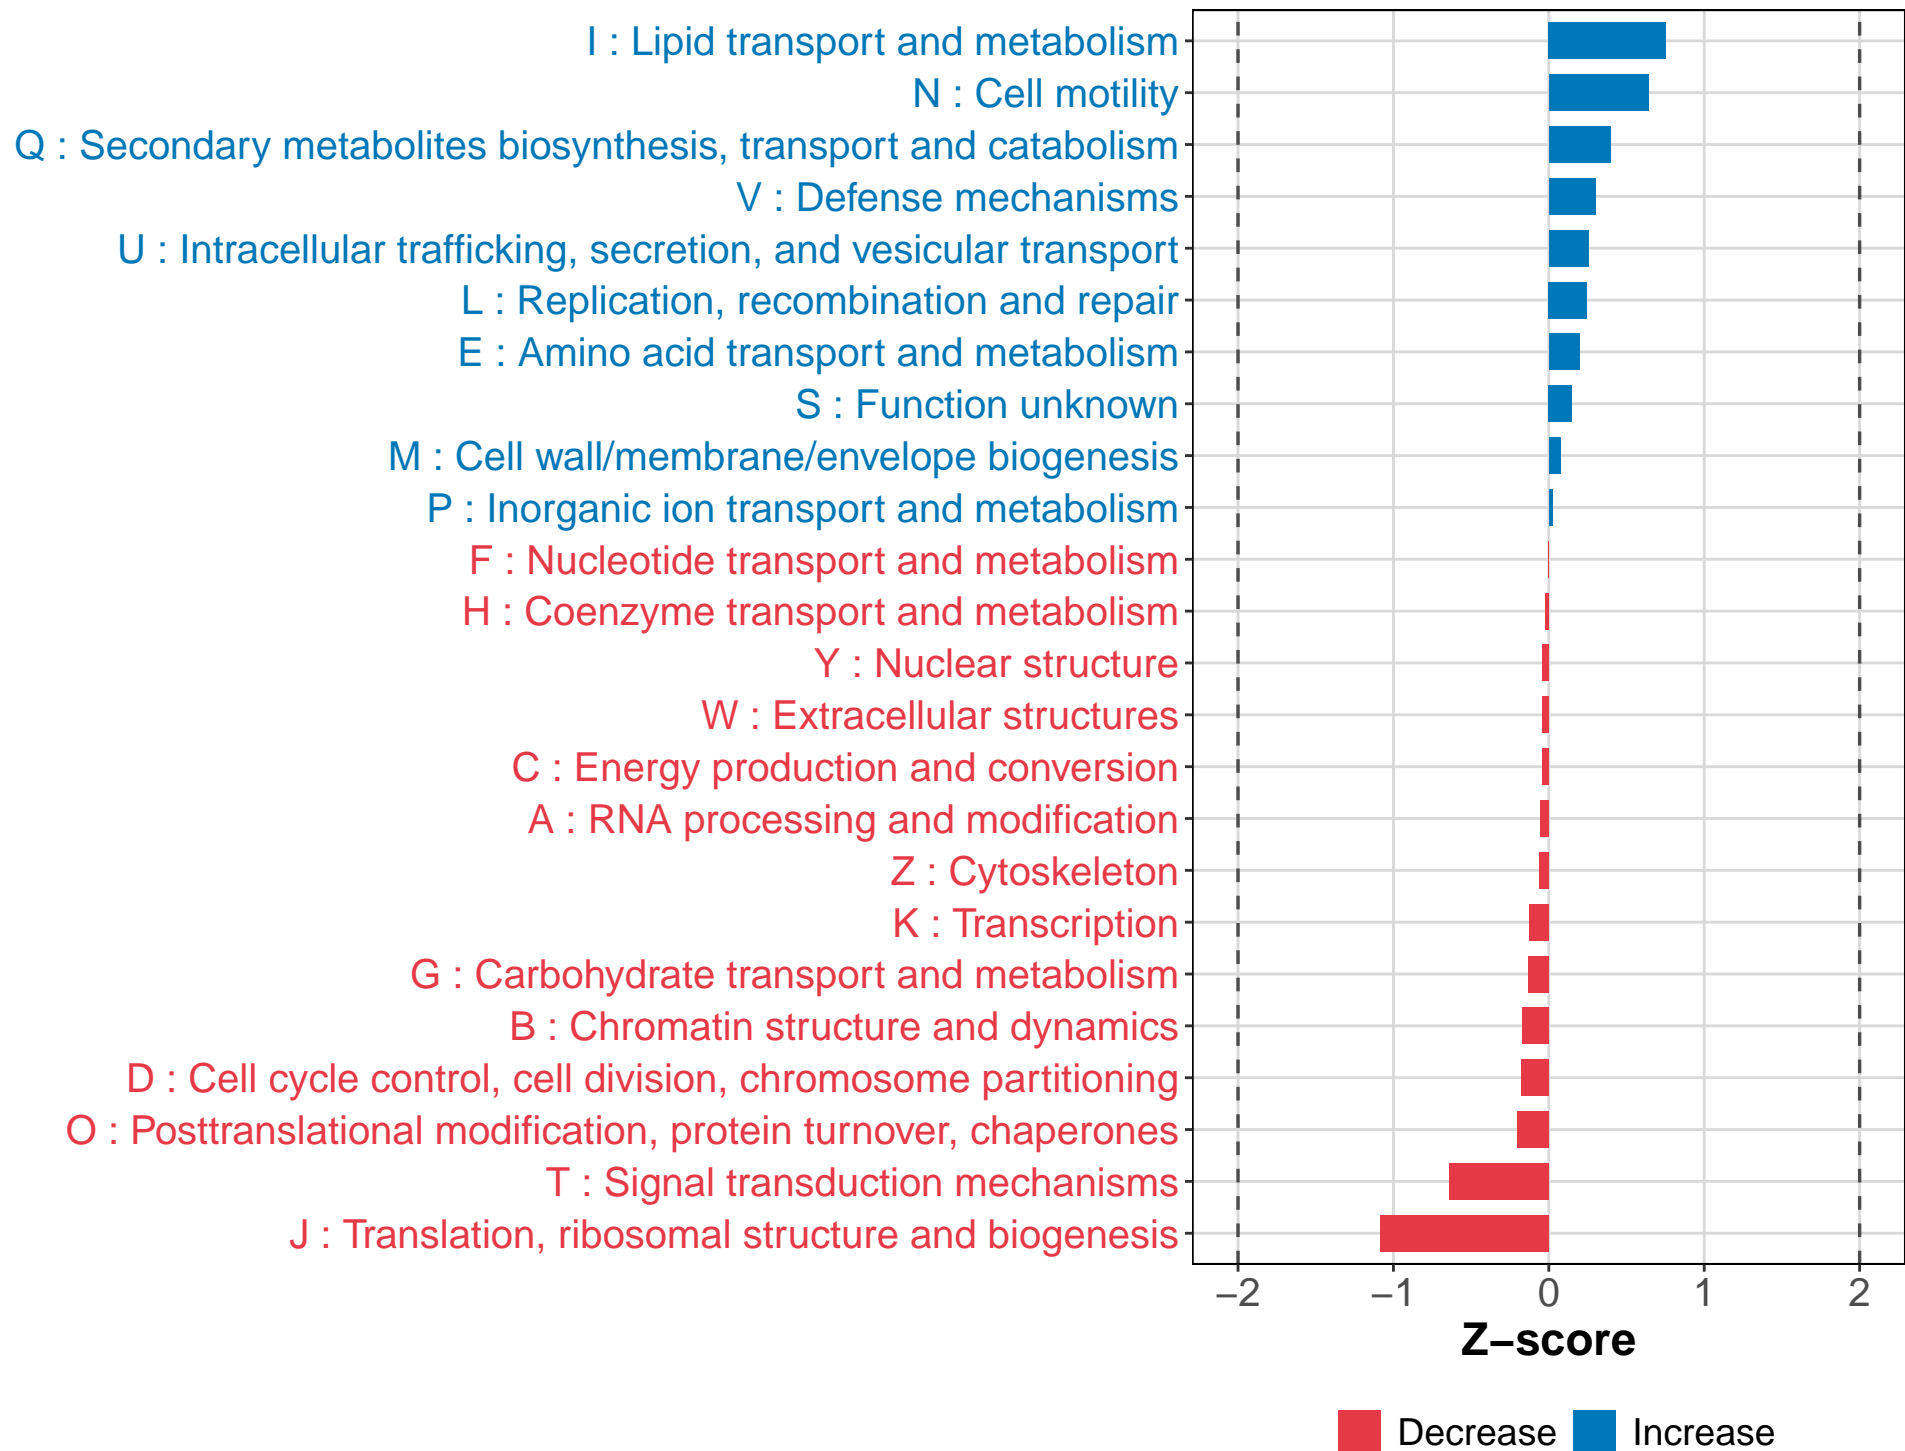 I : Lipid transport and metabolism
N : Cell motility
Q : Secondary metabolites biosynthesis, transport and catabolism
V : Defense mechanisms
U : Intracellular trafficking, secretion, and vesicular transport
L : Replication, recombination and repair
E : Amino acid transport and metabolism
S : Function unknown
M : Cell wall/membrane/envelope biogenesis
P : Inorganic ion transport and metabolism
F : Nucleotide transport and metabolism
H : Coenzyme transport and metabolism
Y : Nuclear structure
W : Extracellular structures
C : Energy production and conversion
A : RNA processing and modification
Z : Cytoskeleton
K : Transcription
G : Carbohydrate transport and metabolism
B : Chromatin structure and dynamics
D : Cell cycle control, cell division, chromosome partitioning
O : Posttranslational modification, protein turnover, chaperones
T : Signal transduction mechanisms
J : Translation, ribosomal structure and biogenesis
−2 −1 0 1 2
Z−score
Decrease Increase